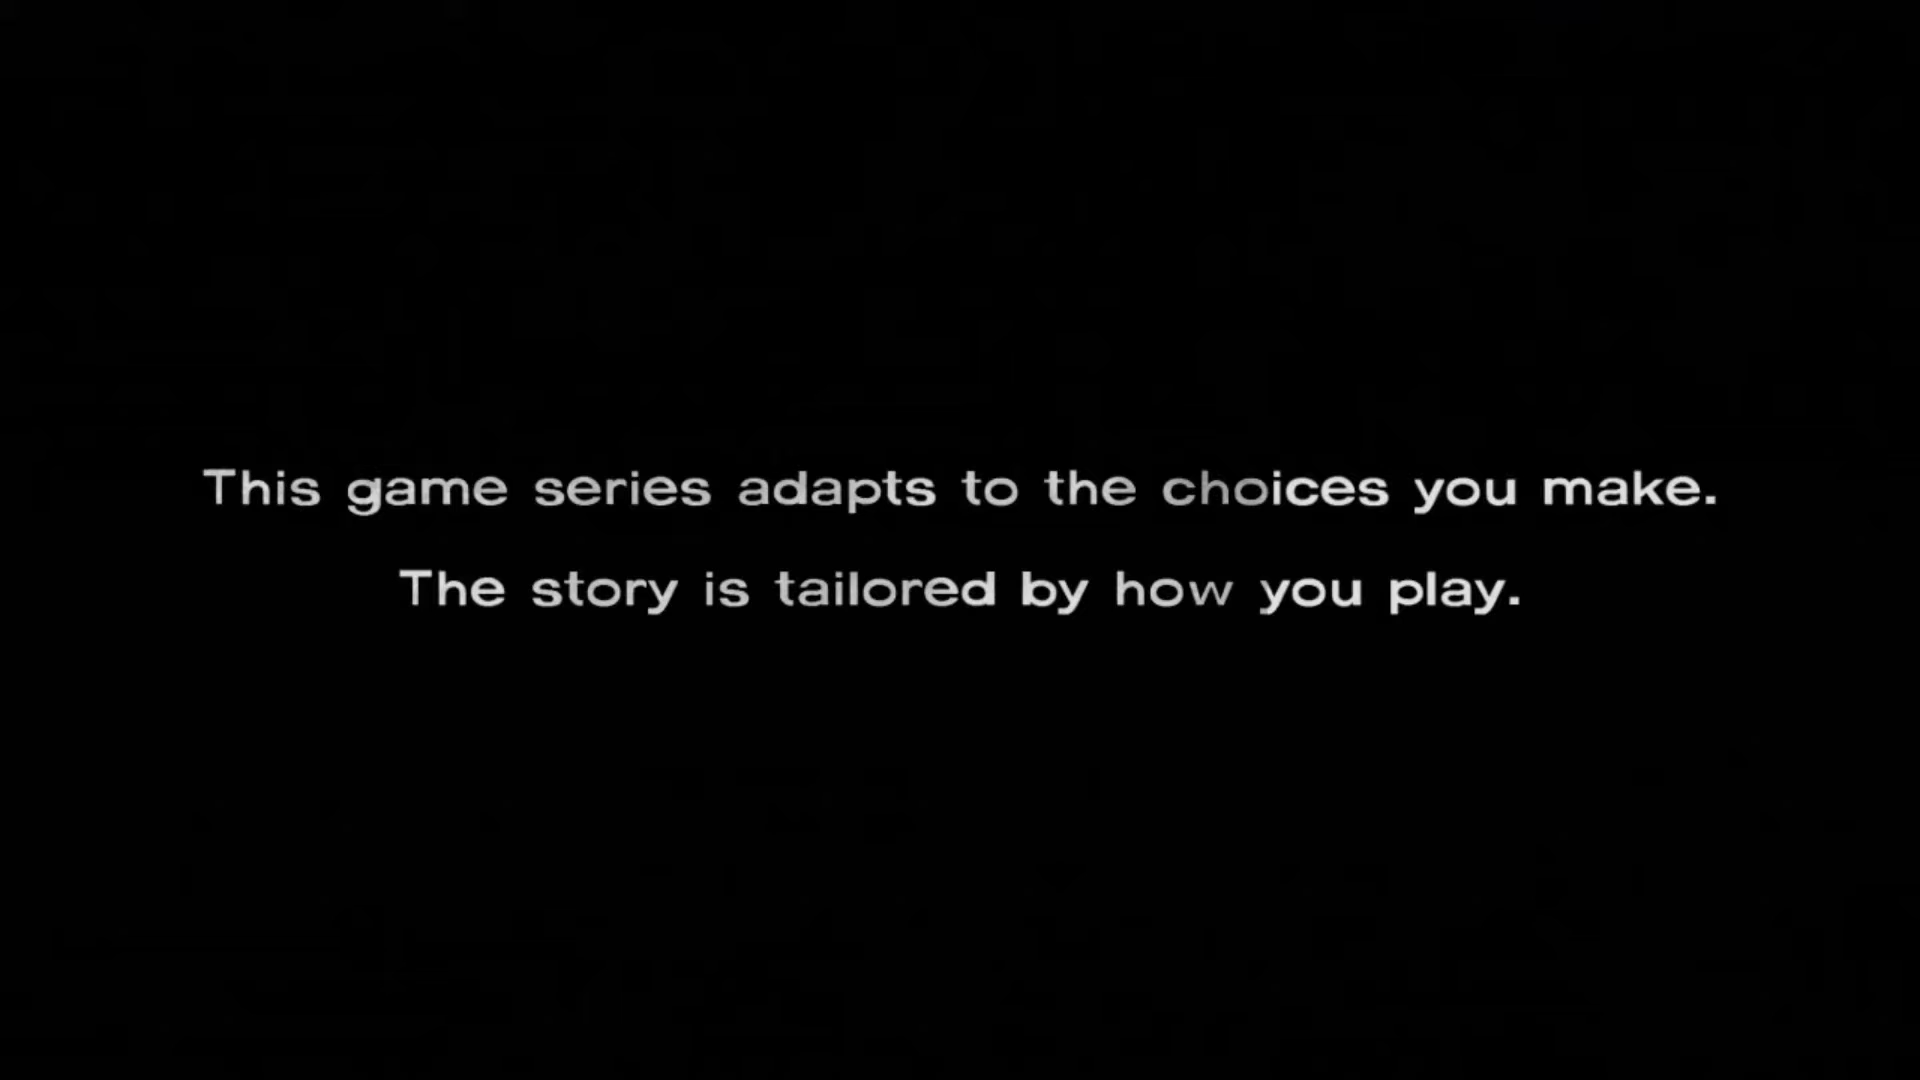 This game series adapts to the choices you make.
The story is tailored by how you play.